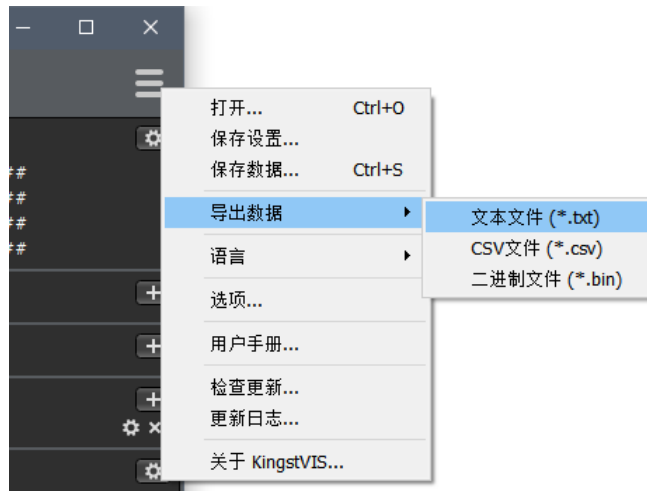 打开... Ctrl+O
保存设置...
##
保存数据... Ctrl+S
##
导出数据
文本文件 (*.txt)
##
CSV文件 (*.csv)
##
语言
二进制文件 (*.bin)
选项...
用户手册...
检查更新...
更新日志...
关于 KingstVIS...